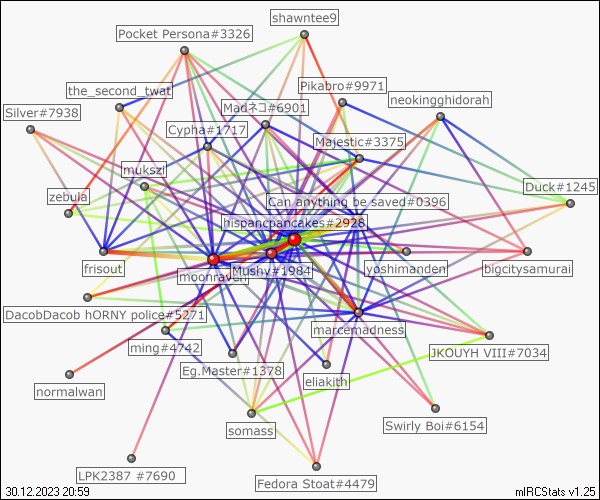 shawntee9
Pocket Persona#3326
Pikabro#9971
the_second_twat
neokingghidorah
Silver#7938
Madネコ#6901
Cypha#1717
Majestic#3375
mukszi
Duck#1245
zebula
Can anything be saved#0396
hispancpancakes#2928
frisout
moonraven
Mushy#1984
yoshimanden
bigcitysamurai
DacobDacob hORNY police#5271
marcemadness
ming#4742
JKOUYH VIII#7034
Eg.Master#1378
eliakith
normalwan
Swirly Boi#6154
somass
LPK2387 #7690
Fedora Stoat#4479
30.12.2023 20:59
mIRCStats v1.25